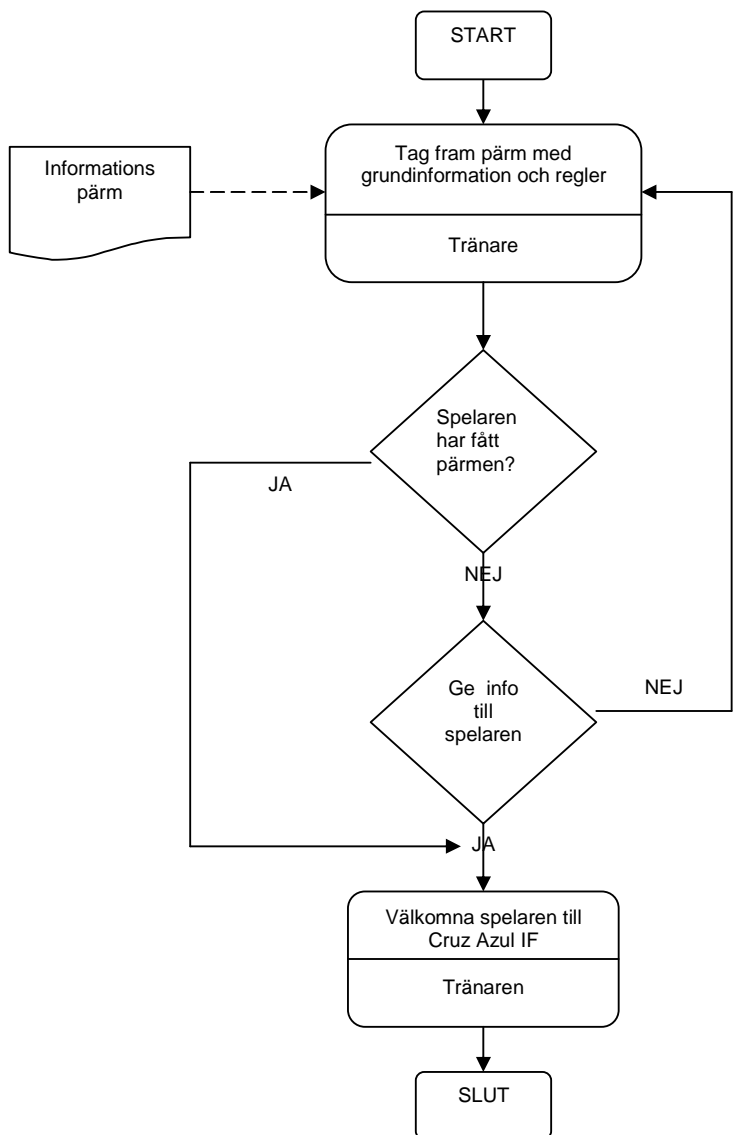 START
Tag fram pärm med
grundinformation och regler
Tränare
Informations
pärm
Spelaren
har fått
pärmen?
JA
NEJ
Ge info
till
spelaren
NEJ
JA
Välkomna spelaren till
Cruz Azul IF
Tränaren
SLUT